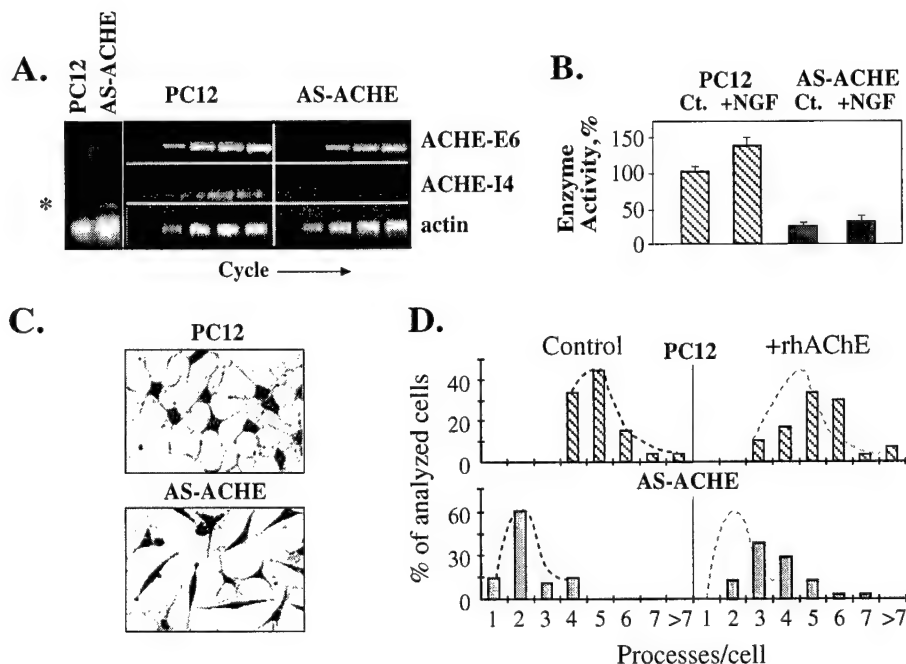 A.
PC12
AS-ACHE
PC12
AS-ACHE
ACHE-E6
ACHE-I4
*
actin
Cycle
B.
PC12
AS-ACHE
Ct. +NGF
Ct. +NGF
Enzyme
Activity, %
150
100
50
0
C.
PC12
AS-ACHE
D.
Control
PC12
+rhAChE
% of analyzed cells
40
20
0
AS-ACHE
60
30
0
1 2 3 4 5 6 7 >7
1 2 3 4 5 6 7 >7
Processes/cell